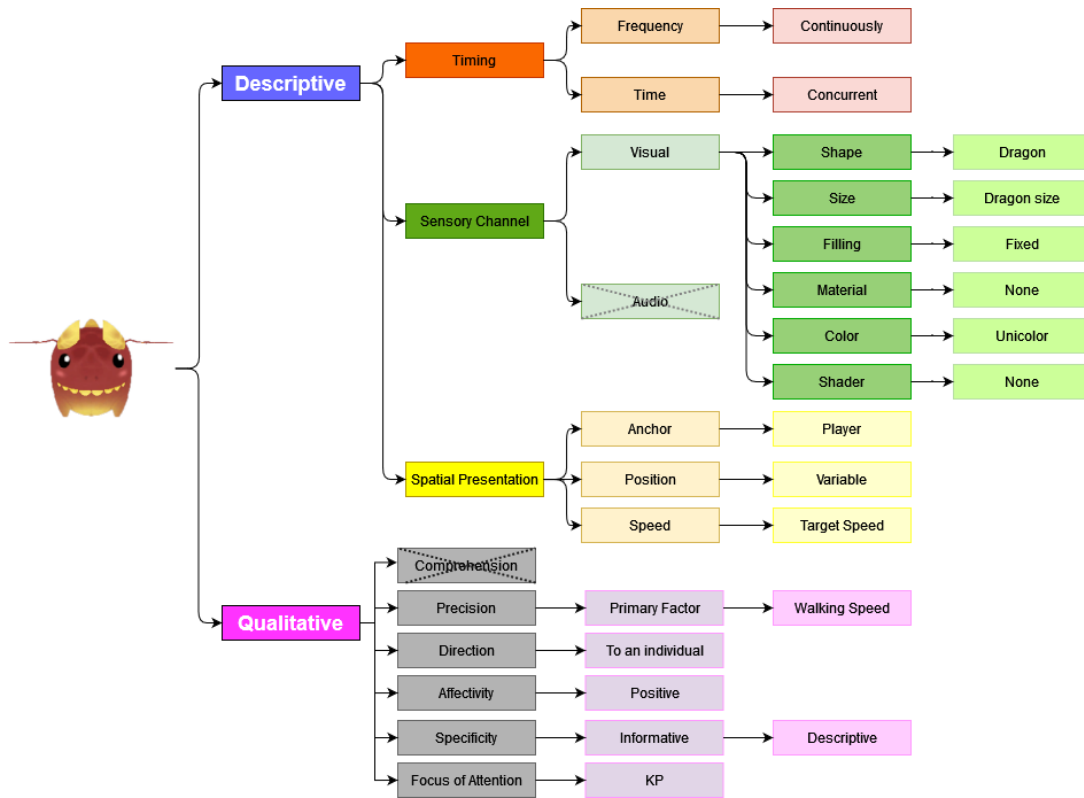 Descriptive
Timing
Frequency
Continuously
Time
Concurrent
Sensory Channel
Visual
Shape
Dragon
Size
Dragon size
Filling
Fixed
Material
None
Color
Unicolor
Shader
None
Audio
Spatial Presentation
Anchor
Player
Position
Variable
Speed
Target Speed
Qualitative
Comprehension
Precision
Primary Factor
Walking Speed
Direction
To an individual
Affectivity
Positive
Specificity
Informative
Descriptive
Focus of Attention
KP